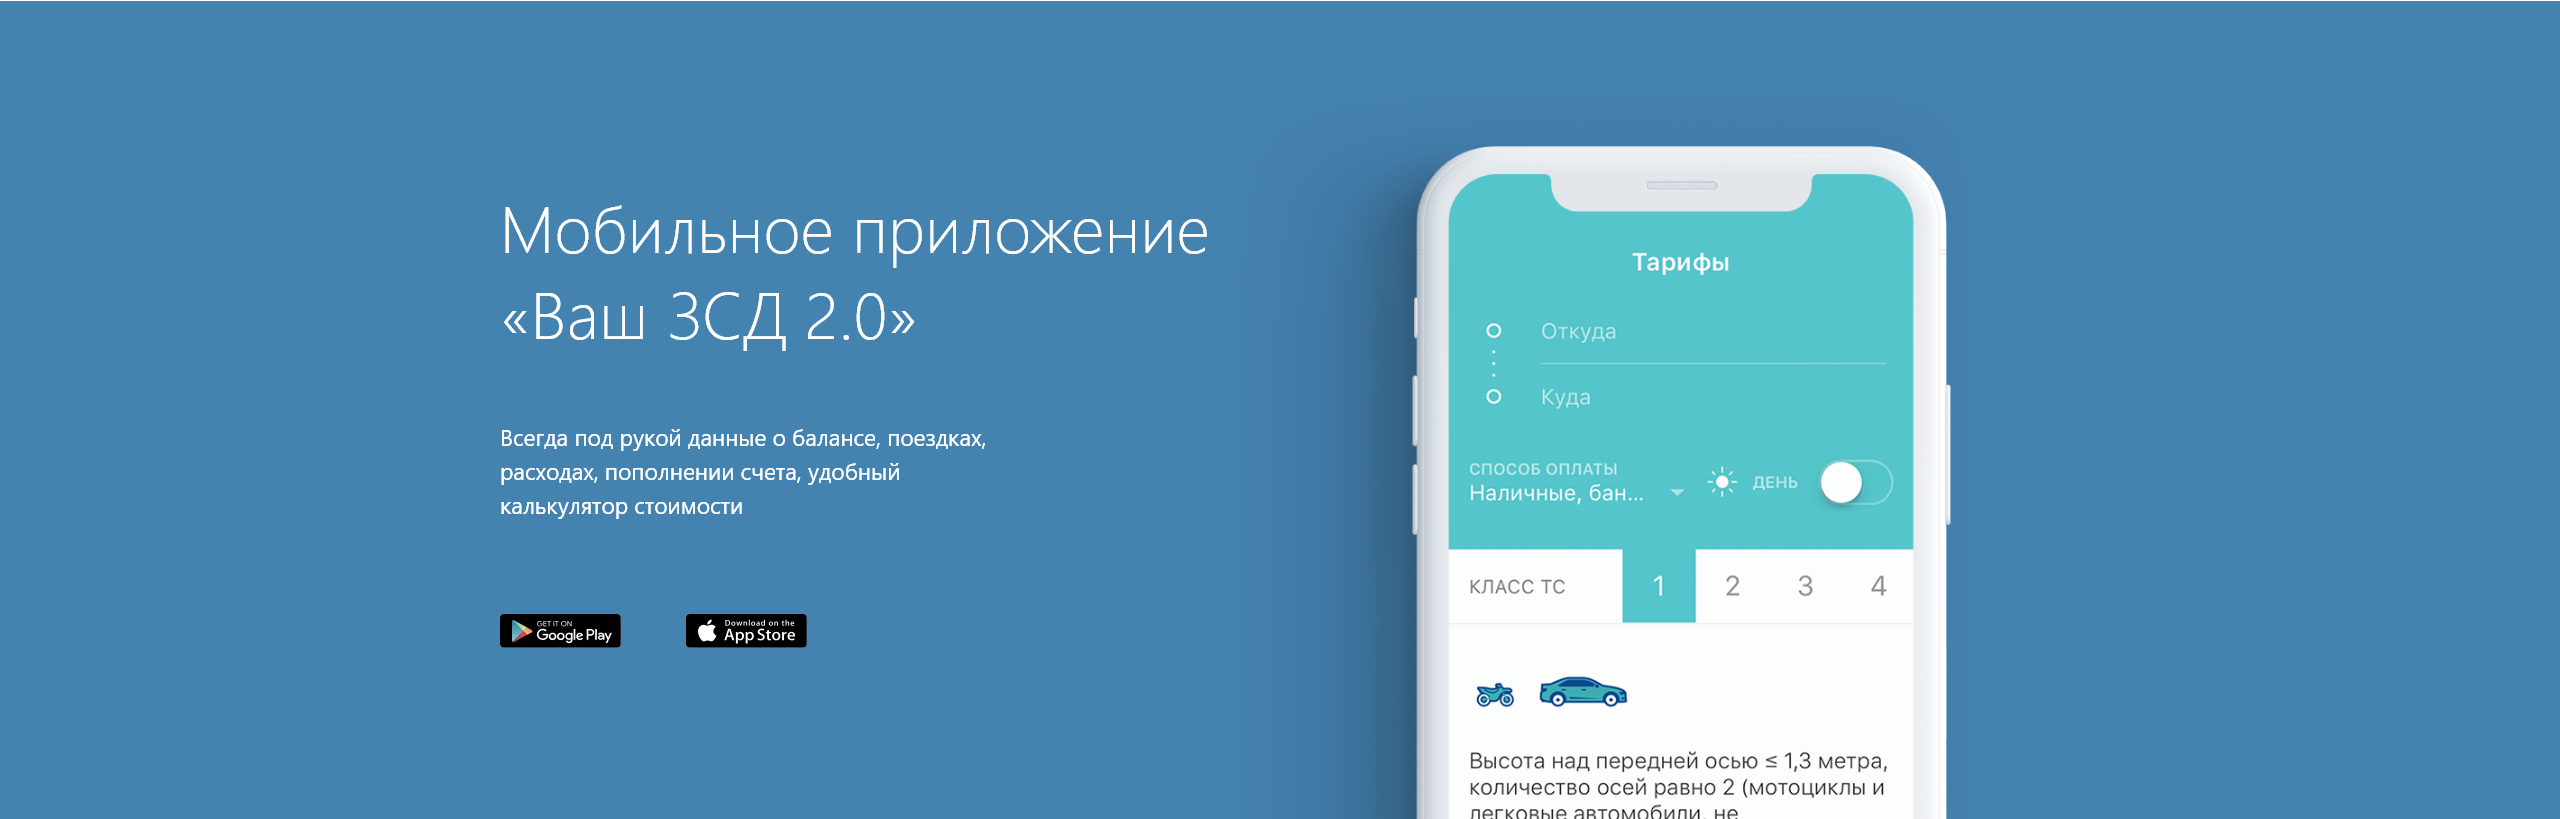 Мобильное приложение
«Ваш ЗСД 2.0»
Всегда под рукой данные о балансе, поездках,
расходах, пополнении счета, удобный
калькулятор стоимости
GET IT ON
Google Play
Download on the
App Store
Тарифы
Откуда
Куда
СПОСОБ ОПЛАТЫ
Наличные, бан...
ДЕНЬ
КЛАСС ТС 1 2 3 4
Высота над передней осью ≤ 1,3 метра,
количество осей равно 2 (мотоциклы и
легковые автомобили, не